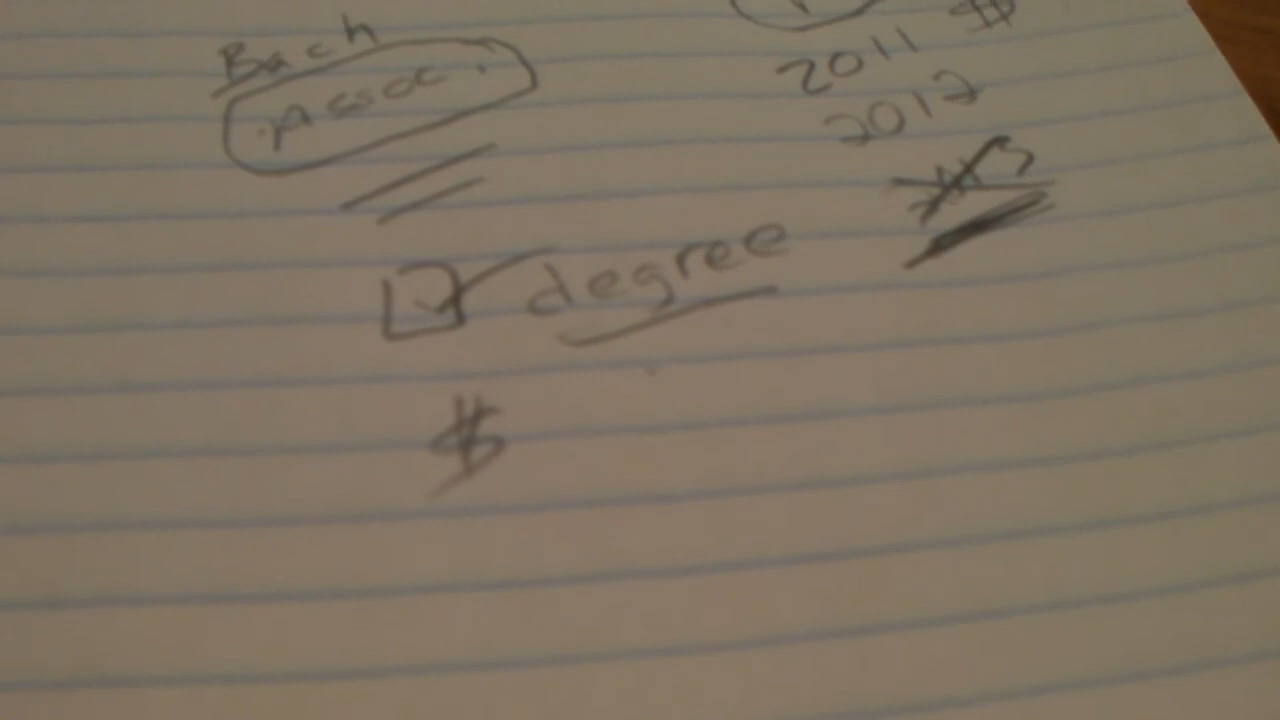 Bach
Assoc.
2011 $
2012
degree
$